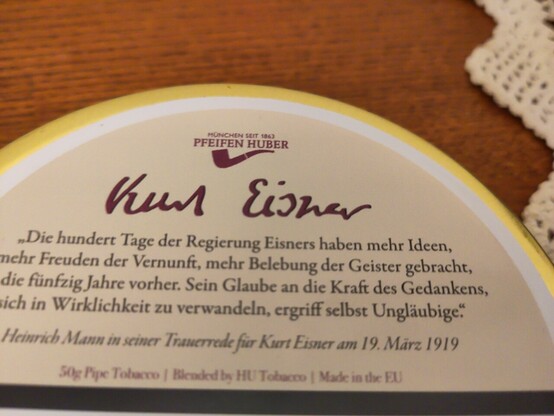 MÜNCHEN SEIT 1863
PFEIFEN HUBER
Kurt Eisner
„Die hundert Tage der Regierung Eisners haben mehr Ideen,
mehr Freuden der Vernunft, mehr Belebung der Geister gebracht,
die fünfzig Jahre vorher. Sein Glaube an die Kraft des Gedankens,
sich in Wirklichkeit zu verwandeln, ergriff selbst Ungläubige.“
Heinrich Mann in seiner Trauerrede für Kurt Eisner am 19. März 1919
50g Pipe Tobacco | Blended by HU Tobacco | Made in the EU